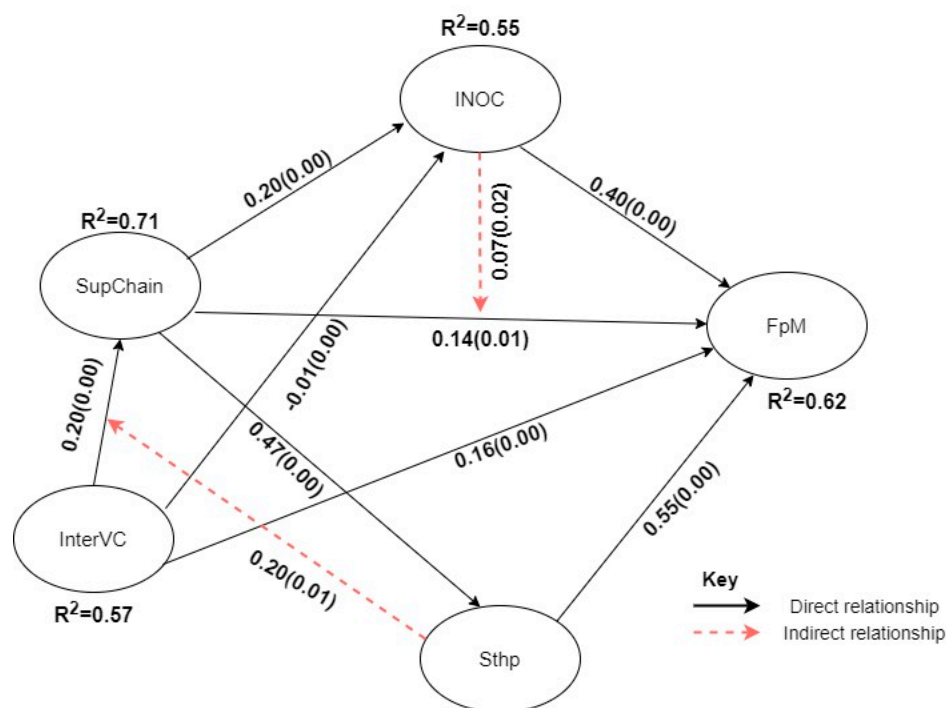 R²=0.55
INOC
0.20(0.00)
0.40(0.00)
0.07(0.02)
R²=0.71
SupChain
FpM
0.14(0.01)
-0.01(0.00)
R²=0.62
0.20(0.00)
0.47(0.00)
0.16(0.00)
0.55(0.00)
InterVC
0.20(0.01)
R²=0.57
Sthp
Key
Direct relationship
Indirect relationship